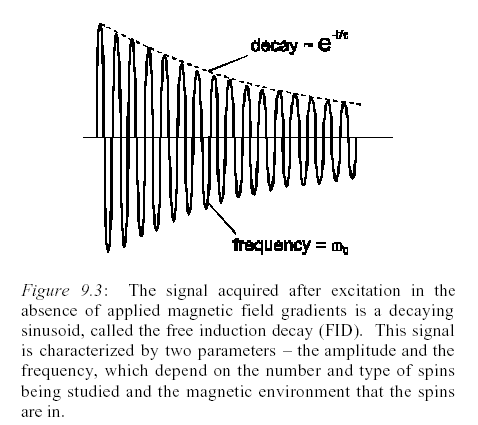 decay ~ e^-t/τ
frequency = ω₀
Figure 9.3: The signal acquired after excitation in the
absence of applied magnetic field gradients is a decaying
sinusoid, called the free induction decay (FID). This signal
is characterized by two parameters – the amplitude and the
frequency, which depend on the number and type of spins
being studied and the magnetic environment that the spins
are in.